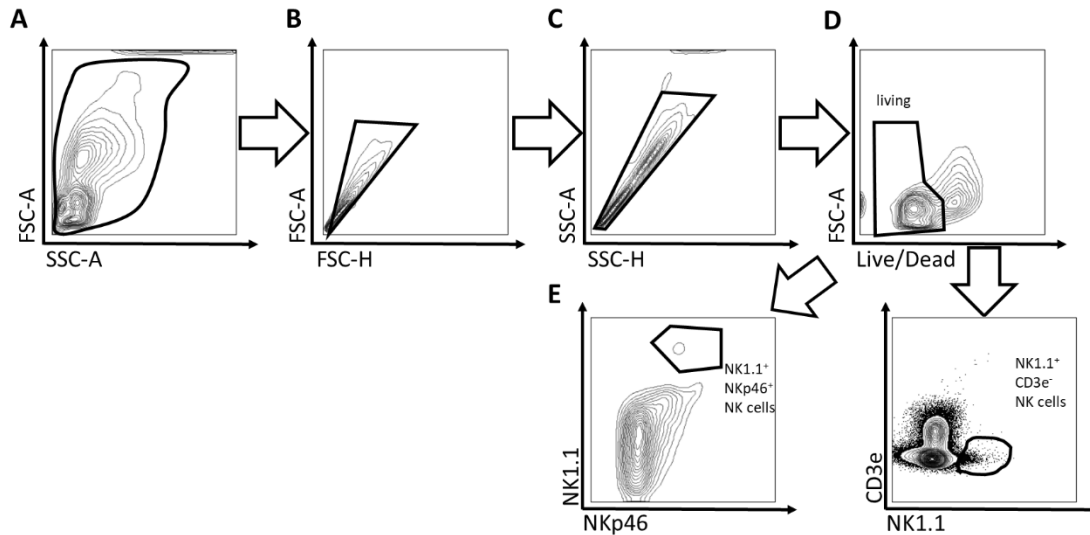 A
B
C
D
FSC-A
SSC-A
FSC-A
FSC-H
SSC-A
SSC-H
living
FSC-A
Live/Dead
E
NK1.1⁺
NKp46⁺
NK cells
NK1.1
NKp46
NK1.1⁺
CD3e⁻
NK cells
CD3e
NK1.1